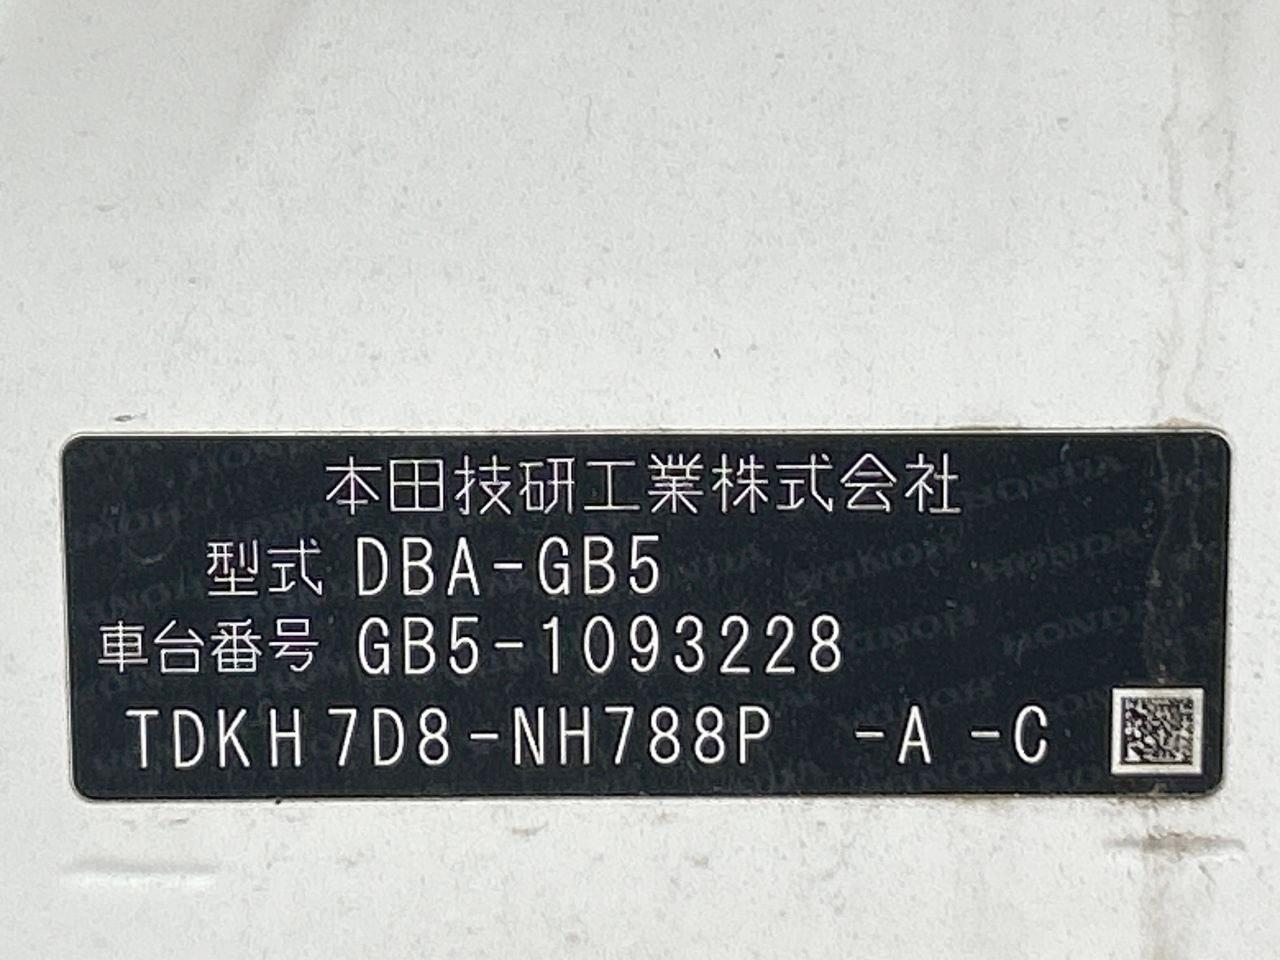 本田技研工業株式会社
型式 DBA-GB5
車台番号 GB5-1093228
TDKH7D8-NH788P -A -C